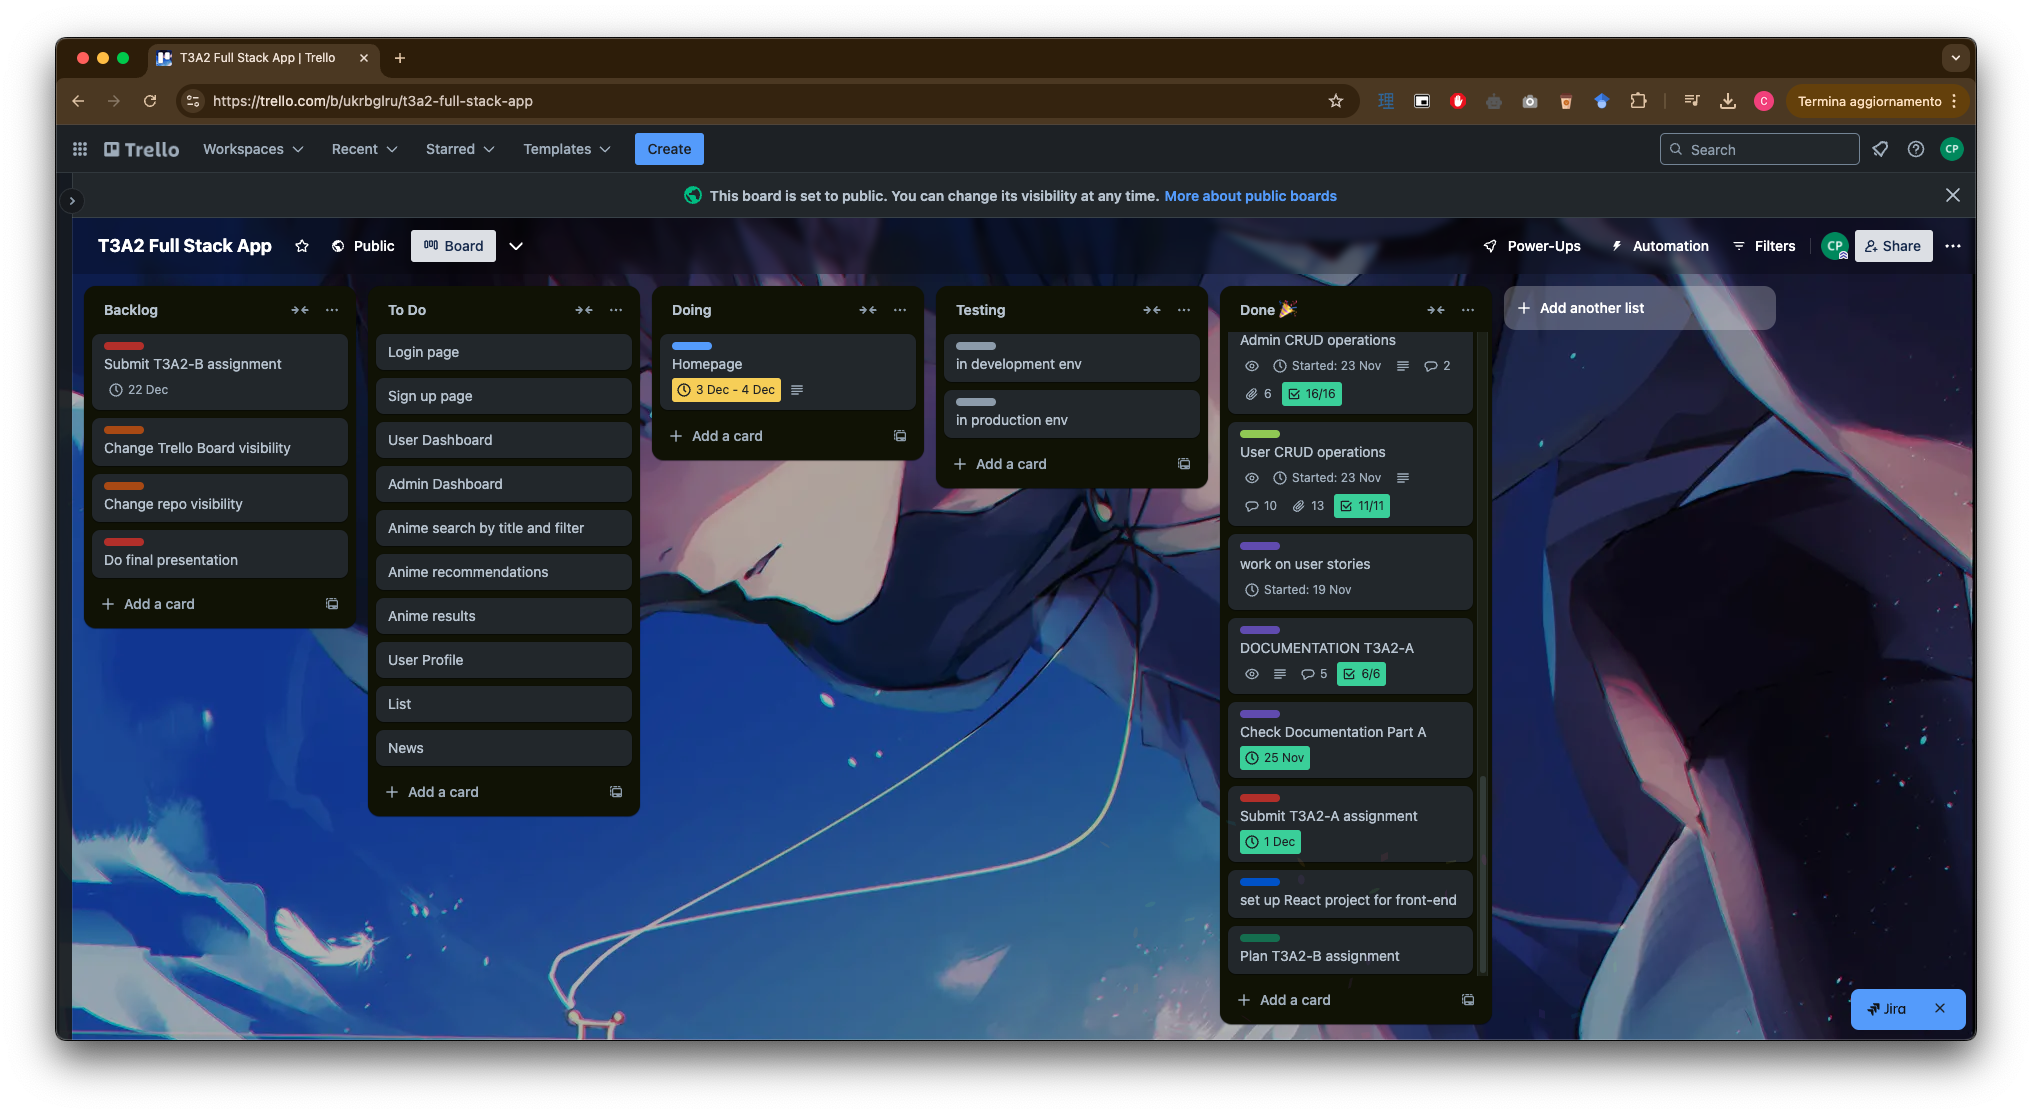 T3A2 Full Stack App | Trello
https://trello.com/b/ukrbglru/t3a2-full-stack-app
理
C
Termina aggiornamento
Trello
Workspaces
Recent
Starred
Templates
Create
Search
CP
This board is set to public. You can change its visibility at any time. More about public boards
T3A2 Full Stack App
Public
Board
Power-Ups
Automation
Filters
CP
Share
Backlog
Submit T3A2-B assignment
22 Dec
Change Trello Board visibility
Change repo visibility
Do final presentation
Add a card
To Do
Login page
Sign up page
User Dashboard
Admin Dashboard
Anime search by title and filter
Anime recommendations
Anime results
User Profile
List
News
Add a card
Doing
Homepage
3 Dec - 4 Dec
Add a card
Testing
in development env
in production env
Add a card
Done 🎉
Admin CRUD operations
Started: 23 Nov
2
6
16/16
User CRUD operations
Started: 23 Nov
10
13
11/11
work on user stories
Started: 19 Nov
DOCUMENTATION T3A2-A
5
6/6
Check Documentation Part A
25 Nov
Submit T3A2-A assignment
1 Dec
set up React project for front-end
Plan T3A2-B assignment
Add a card
Add another list
Jira